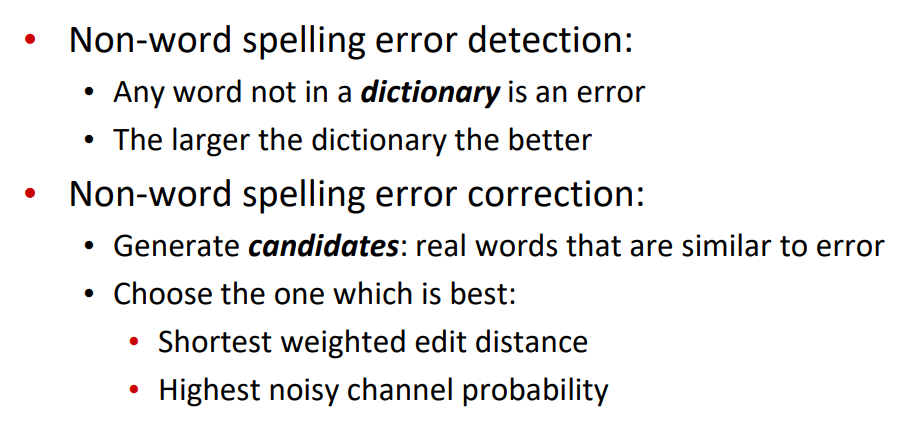 • Non-word spelling error detection:
• Any word not in a dictionary is an error
• The larger the dictionary the better
• Non-word spelling error correction:
• Generate candidates: real words that are similar to error
• Choose the one which is best:
• Shortest weighted edit distance
• Highest noisy channel probability